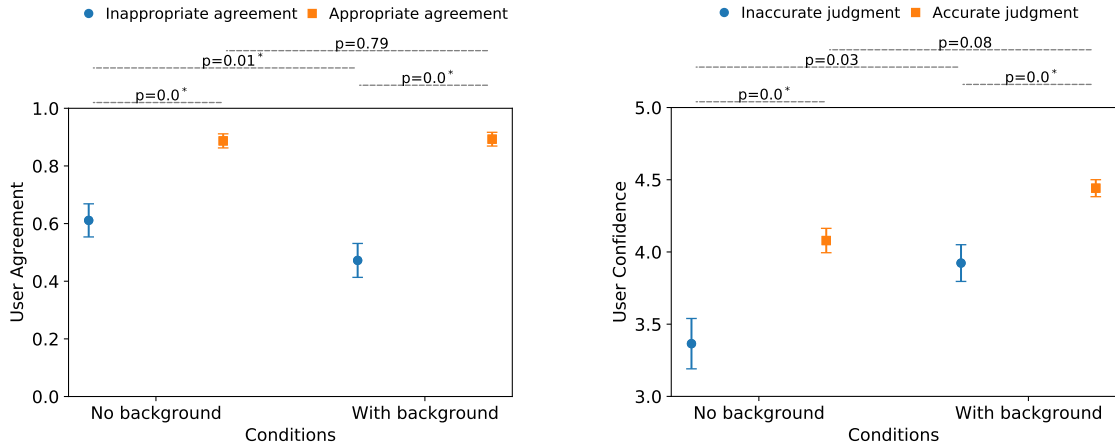 Inappropriate agreement Appropriate agreement
p=0.79
p=0.01*
p=0.0*
p=0.0*
1.0
0.8
0.6
0.4
0.2
0.0
User Agreement
No background With background
Conditions
Inaccurate judgment Accurate judgment
p=0.08
p=0.03
p=0.0*
p=0.0*
5.0
4.5
4.0
3.5
3.0
User Confidence
No background With background
Conditions